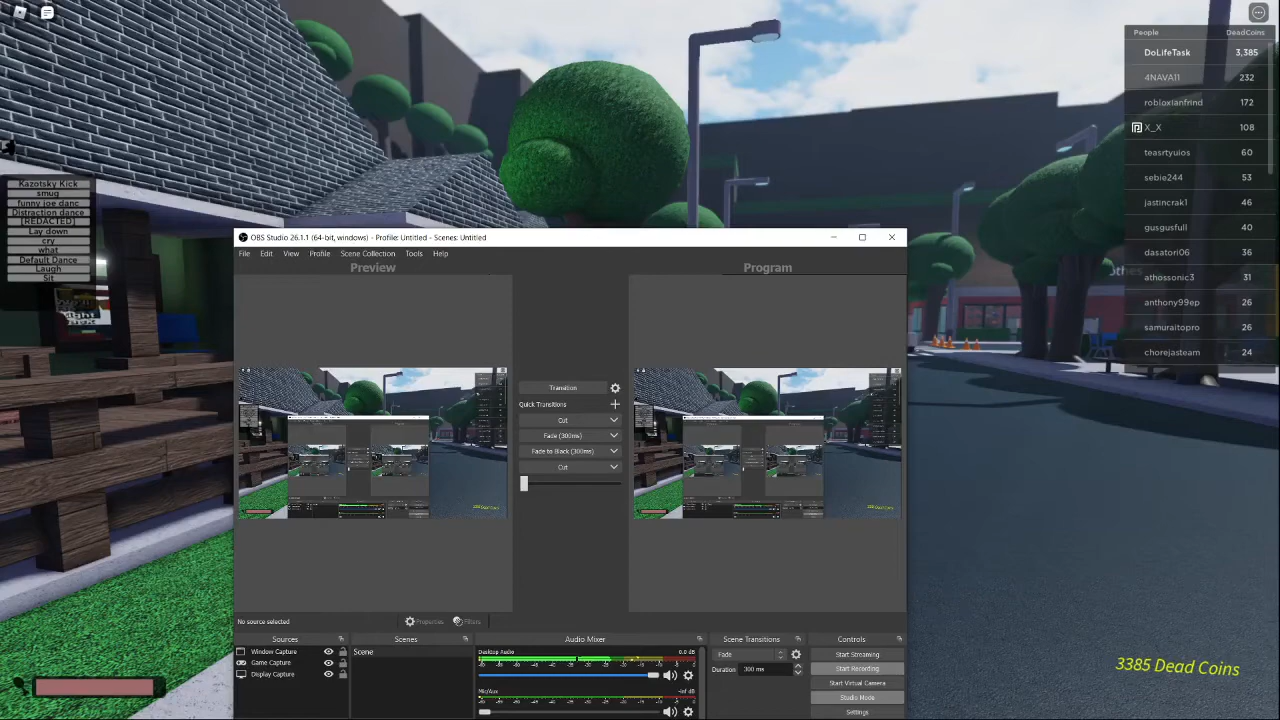 People DeadCoins
DoLifeTask 3,385
4NAVA11 232
robloxianfrind 172
X_X 108
teasrtyuios 60
sebie244 53
jastincrak1 46
gusgusfull 40
dasatori06 36
athossonic3 31
anthony99ep 26
samuraitopro 26
chorejasteam 24
Kazotsky Kick
smug
funny joe danc
Distraction dance
[REDACTED]
Lay down
cry
what
Default Dance
Laugh
Sit
OBS Studio 26.1.1 (64-bit, windows) - Profile: Untitled - Scenes: Untitled
File Edit View Profile Scene Collection Tools Help
Preview Program
Transition
Quick Transitions
Cut
Fade (300ms)
Fade to Black (300ms)
Cut
No source selected Properties Filters
Sources Scenes Audio Mixer Scene Transitions Controls
Window Capture
Game Capture
Display Capture
Scene
Desktop Audio 0.0 dB
Mic/Aux -inf dB
Fade
Duration 300 ms
Start Streaming
Start Recording
Start Virtual Camera
Studio Mode
Settings
3385 Dead Coins